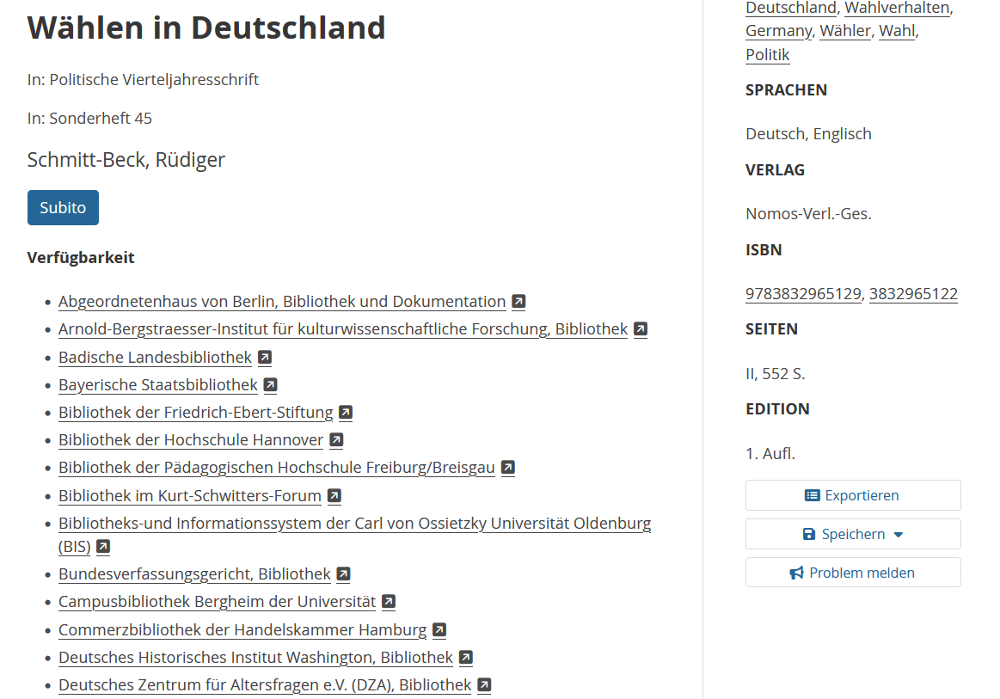 Wählen in Deutschland
In: Politische Vierteljahresschrift
In: Sonderheft 45
Schmitt-Beck, Rüdiger
Subito
Verfügbarkeit
Abgeordnetenhaus von Berlin, Bibliothek und Dokumentation
Arnold-Bergstraesser-Institut für kulturwissenschaftliche Forschung, Bibliothek
Badische Landesbibliothek
Bayerische Staatsbibliothek
Bibliothek der Friedrich-Ebert-Stiftung
Bibliothek der Hochschule Hannover
Bibliothek der Pädagogischen Hochschule Freiburg/Breisgau
Bibliothek im Kurt-Schwitters-Forum
Bibliotheks-und Informationssystem der Carl von Ossietzky Universität Oldenburg
(BIS)
Bundesverfassungsgericht, Bibliothek
Campusbibliothek Bergheim der Universität
Commerzbibliothek der Handelskammer Hamburg
Deutsches Historisches Institut Washington, Bibliothek
Deutsches Zentrum für Altersfragen e.V. (DZA), Bibliothek
Deutschland, Wahlverhalten,
Germany, Wähler, Wahl,
Politik
SPRACHEN
Deutsch, Englisch
VERLAG
Nomos-Verl.-Ges.
ISBN
9783832965129, 3832965122
SEITEN
II, 552 S.
EDITION
1. Aufl.
Exportieren
Speichern
Problem melden